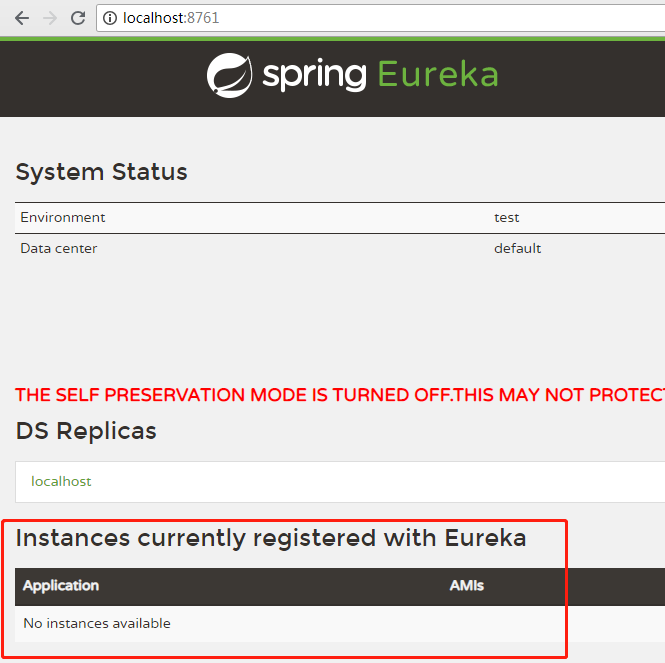 localhost:8761
spring Eureka
System Status
Environment test
Data center default
THE SELF PRESERVATION MODE IS TURNED OFF.THIS MAY NOT PROTECT
DS Replicas
localhost
Instances currently registered with Eureka
Application AMIs
No instances available